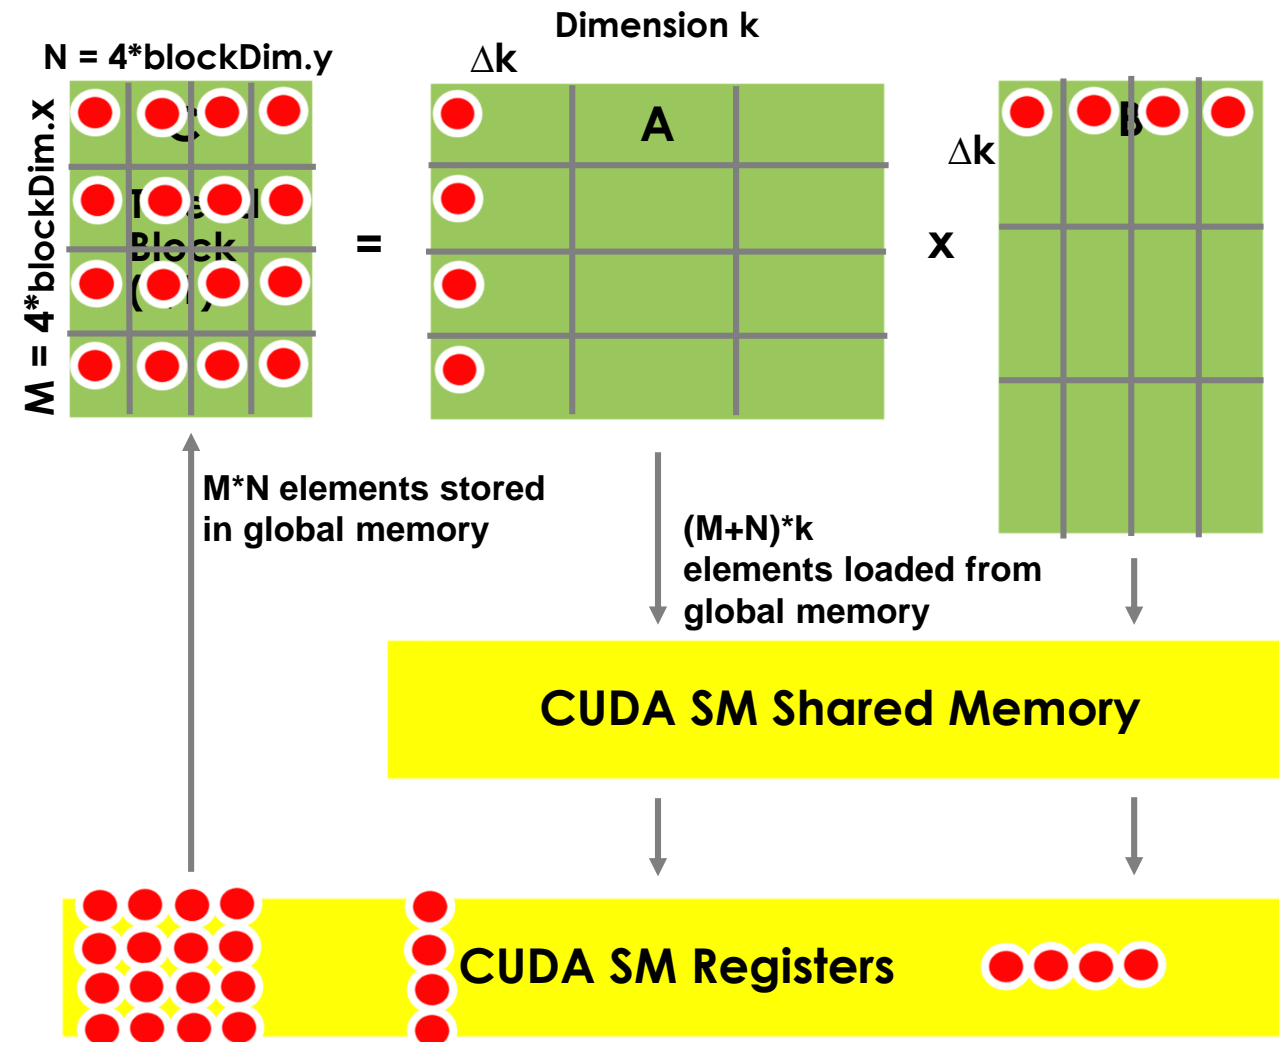 Dimension k
N = 4*blockDim.y
Δk
M = 4*blockDim.x
A
B
Δk
Block
=
x
M*N elements stored
in global memory
(M+N)*k
elements loaded from
global memory
CUDA SM Shared Memory
CUDA SM Registers